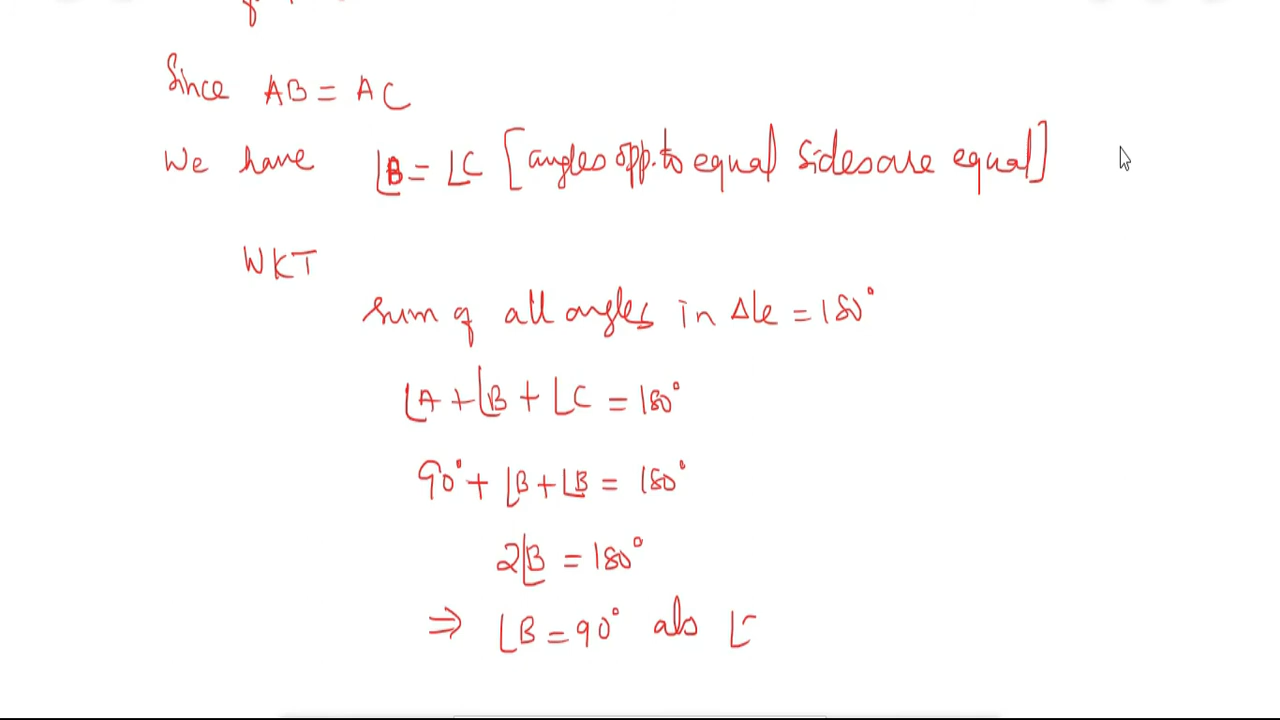 Since AB = AC
We have ∠B = ∠C [angles opp. to equal sides are equal]
WKT
Sum of all angles in Δle = 180°
∠A + ∠B + ∠C = 180°
90° + ∠B + ∠B = 180°
2∠B = 180°
⇒ ∠B = 90° also ∠